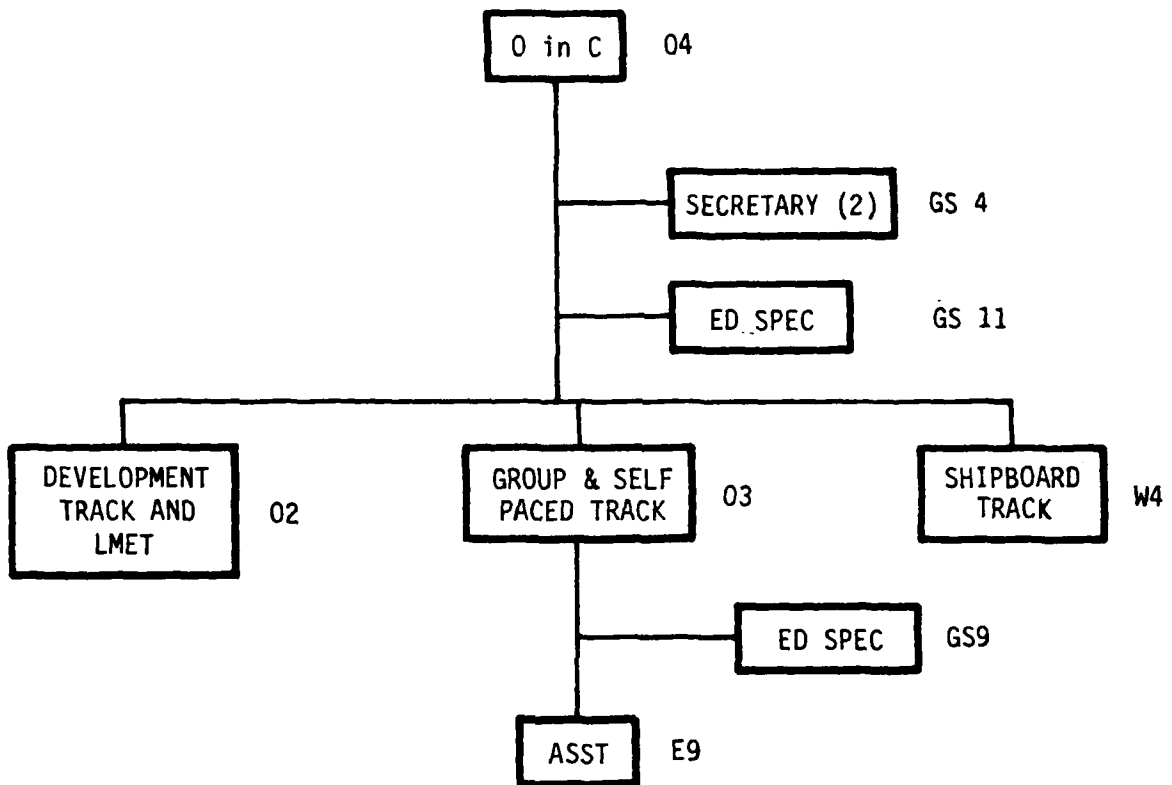 O in C 04
SECRETARY (2) GS 4
ED SPEC GS 11
DEVELOPMENT
TRACK AND
LMET
02
GROUP & SELF
PACED TRACK
03
SHIPBOARD
TRACK
W4
ED SPEC GS9
ASST E9